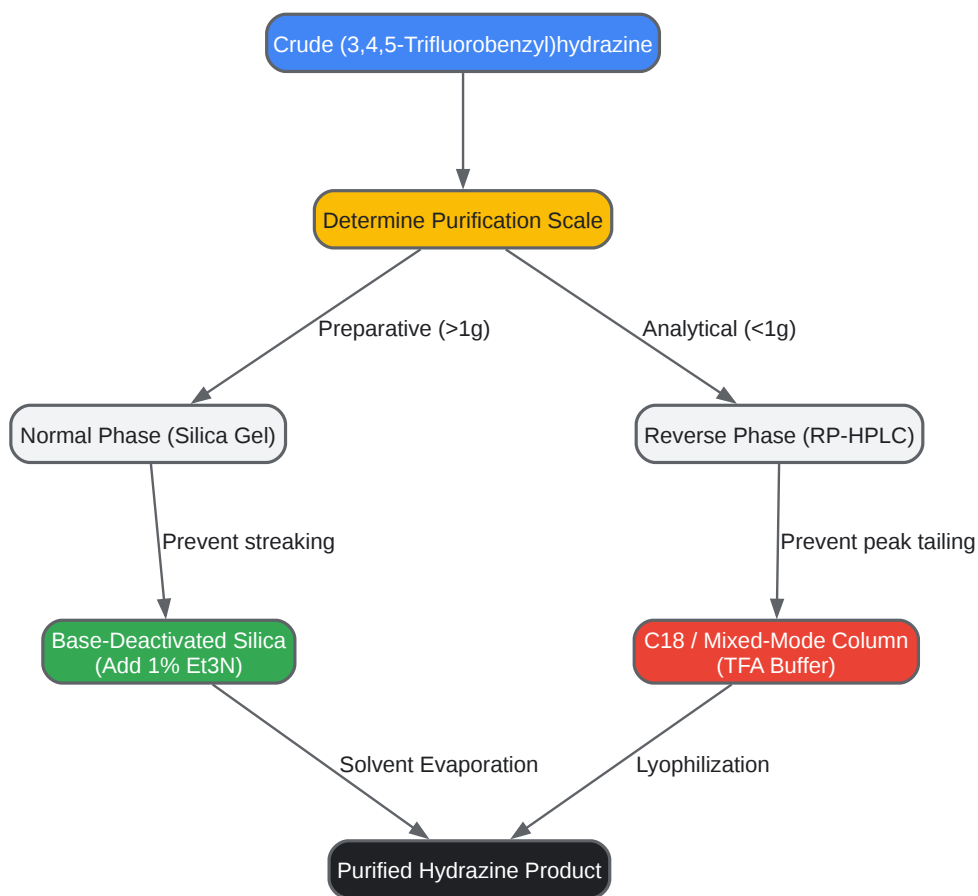 Crude (3,4,5-Trifluorobenzyl)hydrazine
Determine Purification Scale
Preparative (>1g)
Analytical (<1g)
Normal Phase (Silica Gel)
Reverse Phase (RP-HPLC)
Prevent streaking
Prevent peak tailing
Base-Deactivated Silica
(Add 1% Et3N)
C18 / Mixed-Mode Column
(TFA Buffer)
Solvent Evaporation
Lyophilization
Purified Hydrazine Product